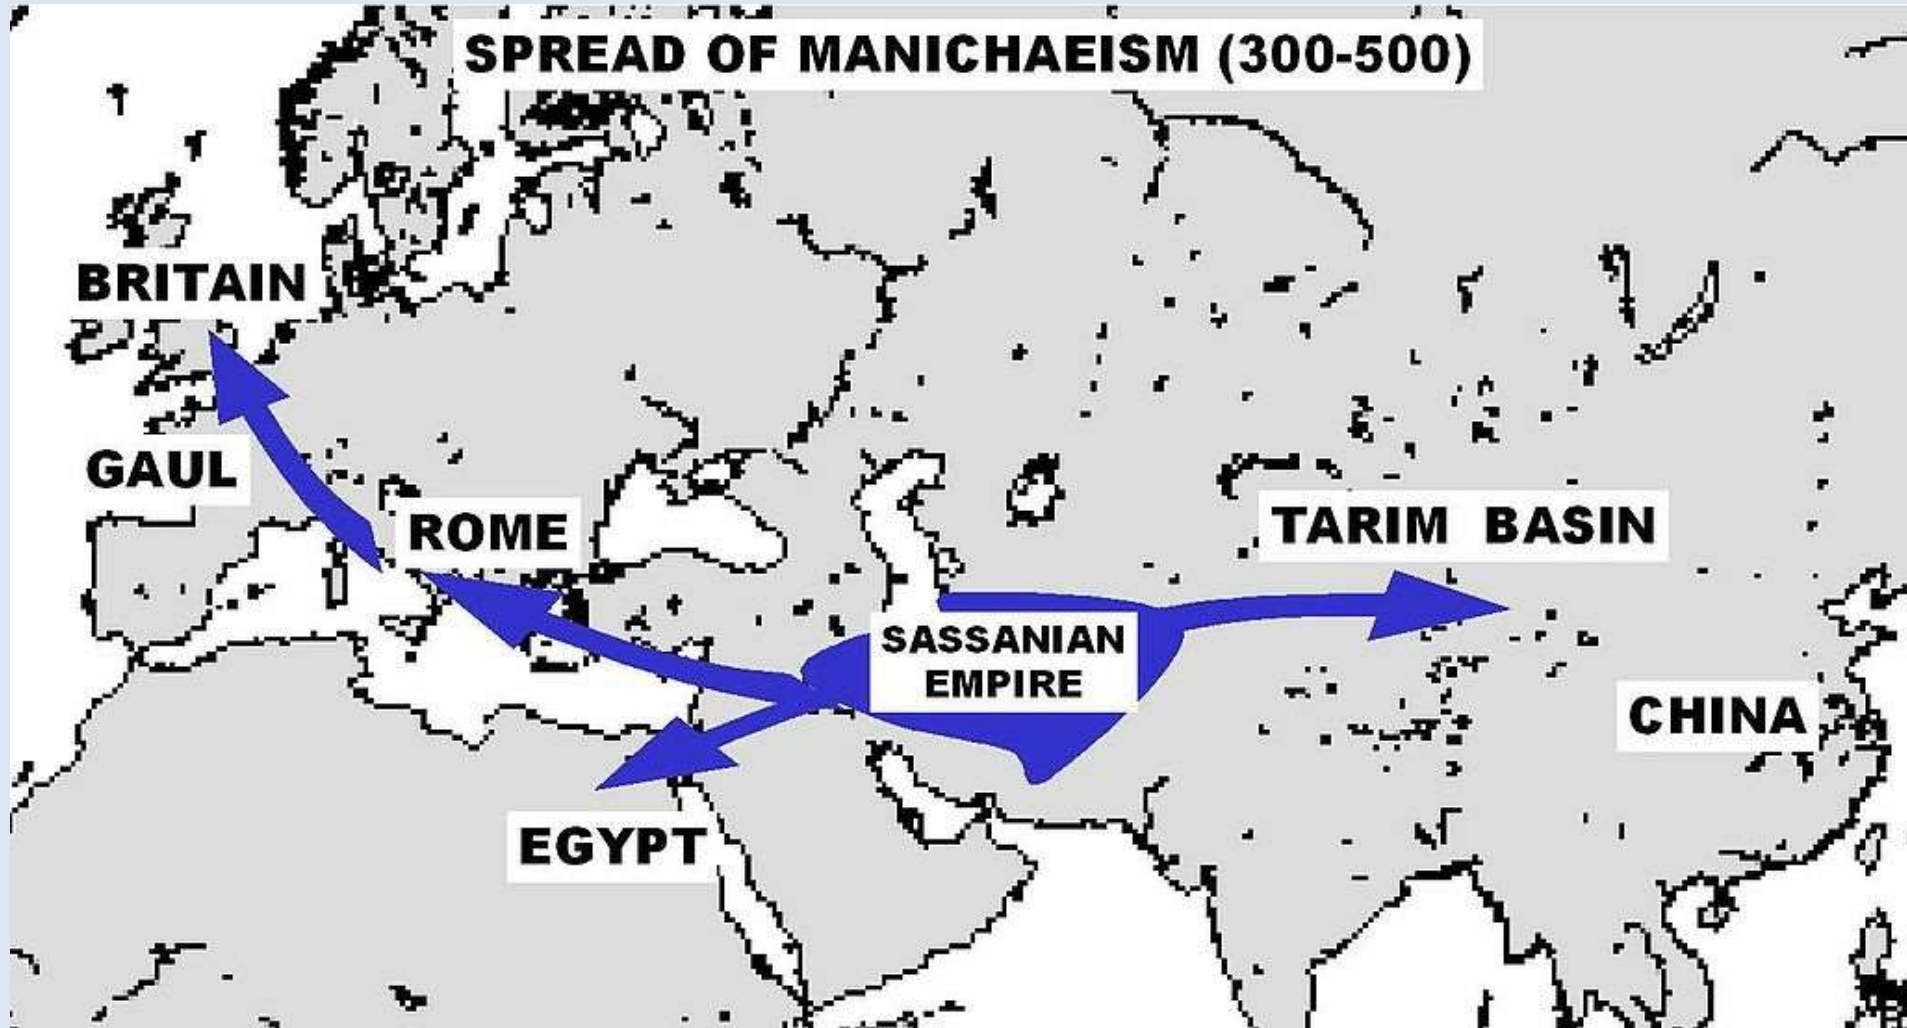 SPREAD OF MANICHAEISM (300-500)
BRITAIN
GAUL
ROME
TARIM BASIN
SASSANIAN
EMPIRE
CHINA
EGYPT